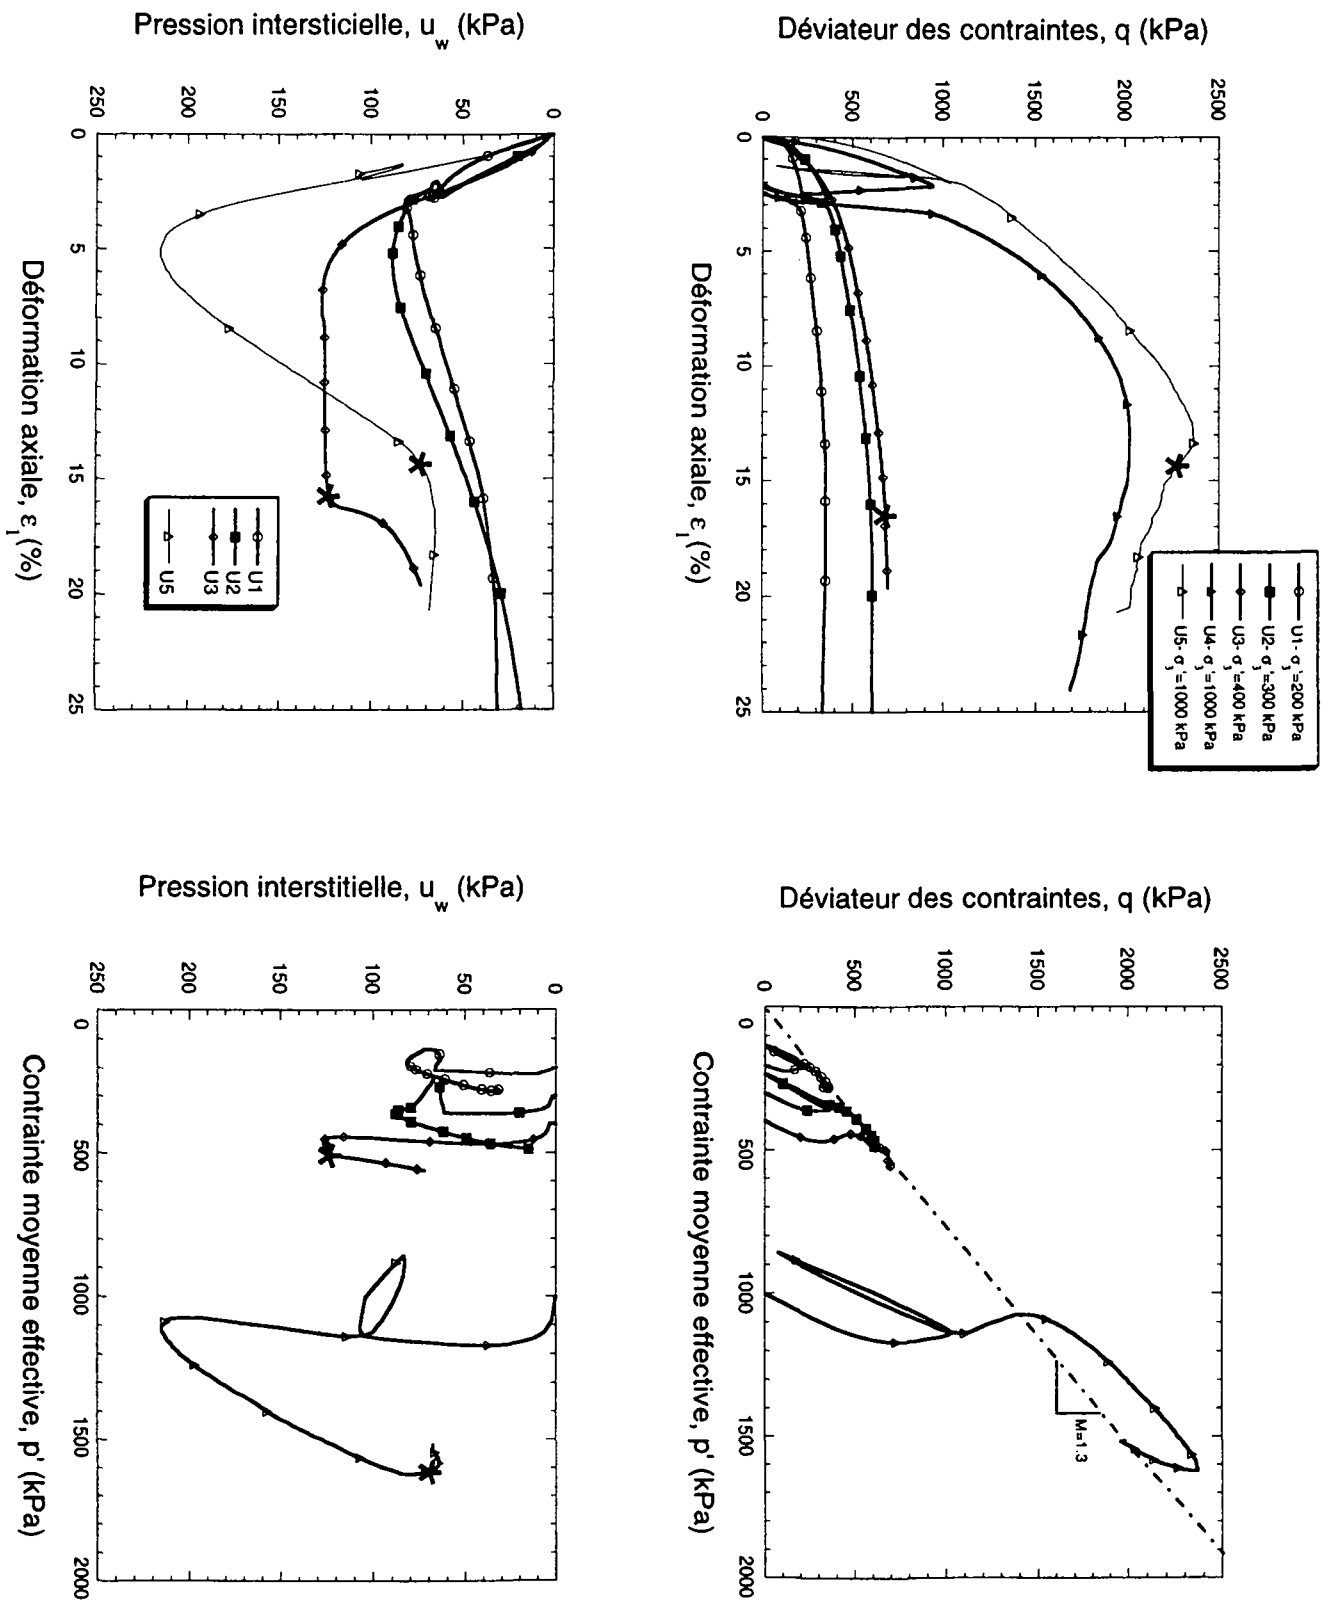 Déviateur des contraintes, q (kPa)
2500
2000
1500
1000
500
0
0
5
10
15
20
25
Déformation axiale, ε1(%)
U1- σ3'=200 kPa
U2- σ3'=300 kPa
U3- σ3'=400 kPa
U4- σ3'=1000 kPa
U5- σ3'=1000 kPa
Déviateur des contraintes, q (kPa)
2500
2000
1500
1000
500
0
0
500
1000
1500
2000
M=1.3
Contrainte moyenne effective, p' (kPa)
Pression intersticielle, uw (kPa)
0
50
100
150
200
250
0
5
10
15
20
25
Déformation axiale, ε1(%)
U1
U2
U3
U5
Pression interstitielle, uw (kPa)
0
50
100
150
200
250
0
500
1000
1500
2000
Contrainte moyenne effective, p' (kPa)